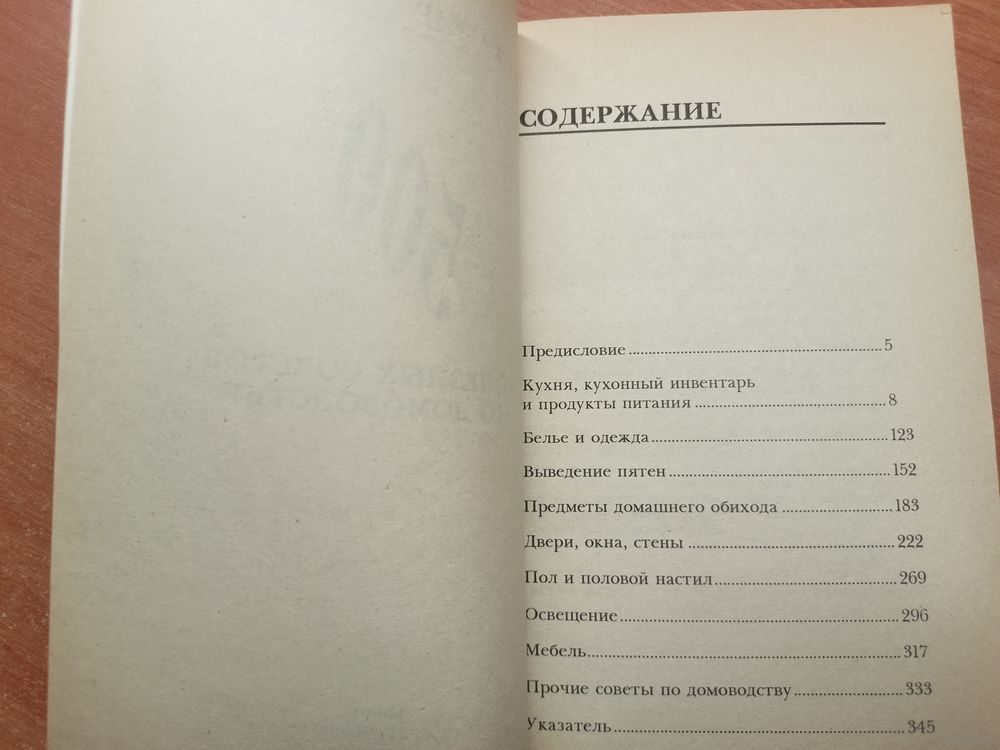 СОДЕРЖАНИЕ
Предисловие ........ 5
Кухня, кухонный инвентарь
и продукты питания ........ 8
Белье и одежда ........ 123
Выведение пятен ........ 152
Предметы домашнего обихода ........ 183
Двери, окна, стены ........ 222
Пол и половой настил ........ 269
Освещение ........ 296
Мебель ........ 317
Прочие советы по домоводству ........ 333
Указатель ........ 345